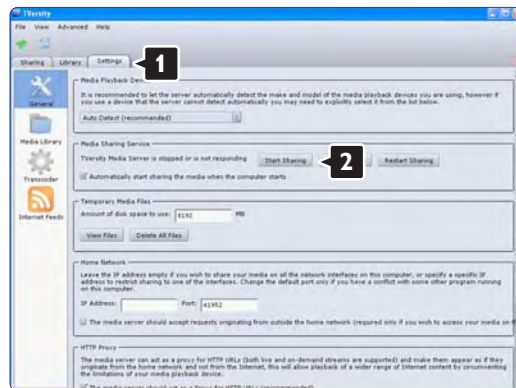 TVersity
File View Advanced Help
Sharing Library Settings
1
General
Media Library
Transcoder
Internet Feeds
Media Playback
It is recommended to let the server automatically detect the make and model of the media playback devices you are using, however if
you use a device that the server cannot detect automatically you may need to explicitly select it from the list below.
Auto Detect (recommended)
Media Sharing Service
TVersity Media Server is stopped or is not responding Start Sharing 2 Restart Sharing
Automatically start sharing the media when the computer starts
Temporary Media Files
Amount of disk space to use: 8192 MB
View Files Delete All Files
Home Network
Leave the IP address empty if you wish to share your media on all the network interfaces on this computer, or specify a specific IP
address to restrict sharing to one of the interfaces. Change the default port only if you have a conflict with some other program running
on this computer.
IP Address: Port: 41952
The media server should accept requests originating from outside the home network (required only if you wish to access your media on
HTTP Proxy
The media server can act as a proxy for HTTP URLs (both live and on-demand streams are supported) and make them appear as if they
originate from the home network and not from the Internet, this will allow playback of a wider range of Internet content by circumventing
the limitations of your media playback device.
The media server should act as a Proxy for HTTP URLs (recommended)